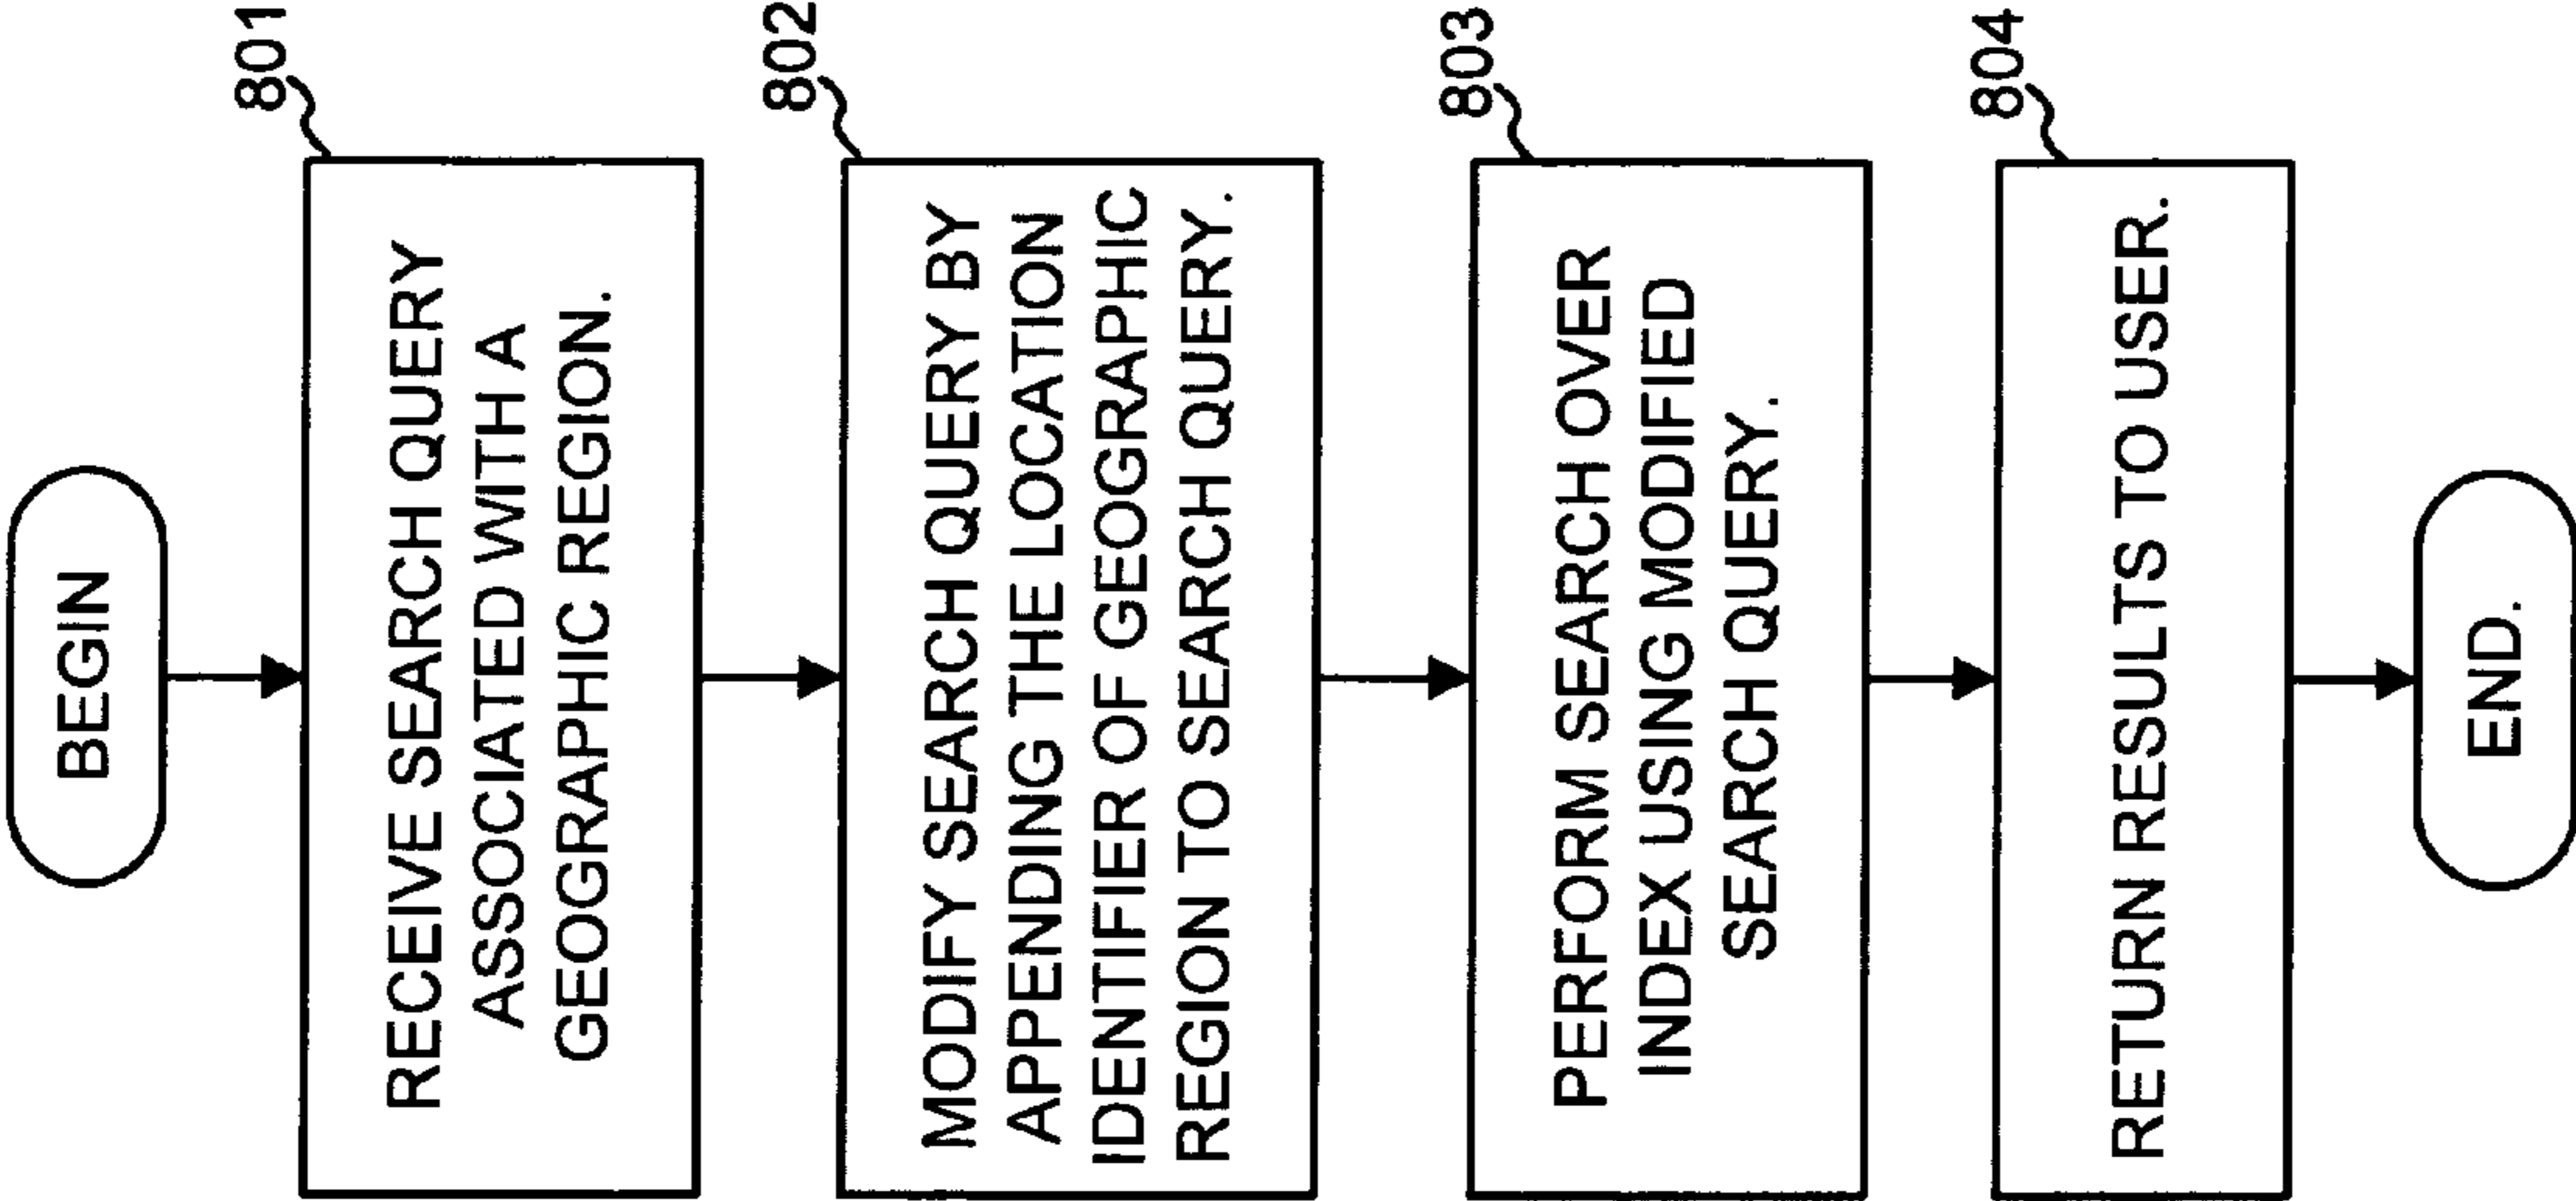 BEGIN
801
RECEIVE SEARCH QUERY
ASSOCIATED WITH A
GEOGRAPHIC REGION.
802
MODIFY SEARCH QUERY BY
APPENDING THE LOCATION
IDENTIFIER OF GEOGRAPHIC
REGION TO SEARCH QUERY.
803
PERFORM SEARCH OVER
INDEX USING MODIFIED
SEARCH QUERY.
804
RETURN RESULTS TO USER.
END.